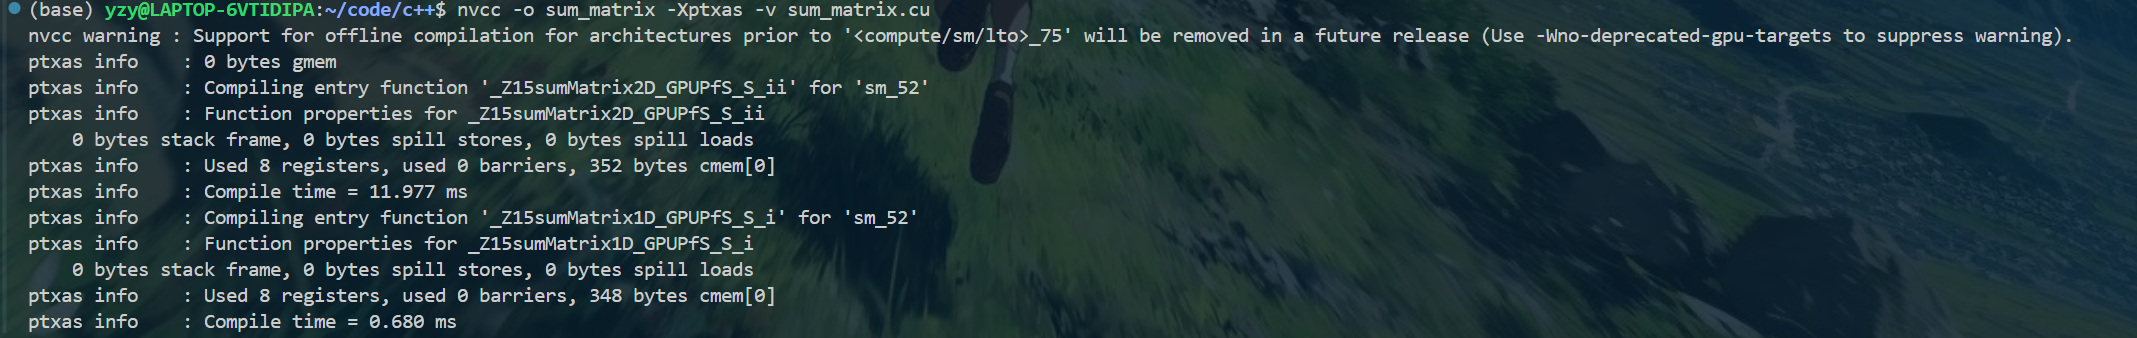 (base) yzy@LAPTOP-6VTIDIPA:~/code/c++$ nvcc -o sum_matrix -Xptxas -v sum_matrix.cu
nvcc warning : Support for offline compilation for architectures prior to '<compute/sm/lto>_75' will be removed in a future release (Use -Wno-deprecated-gpu-targets to suppress warning).
ptxas info    : 0 bytes gmem
ptxas info    : Compiling entry function '_Z15sumMatrix2D_GPUPfS_S_ii' for 'sm_52'
ptxas info    : Function properties for _Z15sumMatrix2D_GPUPfS_S_ii
    0 bytes stack frame, 0 bytes spill stores, 0 bytes spill loads
ptxas info    : Used 8 registers, used 0 barriers, 352 bytes cmem[0]
ptxas info    : Compile time = 11.977 ms
ptxas info    : Compiling entry function '_Z15sumMatrix1D_GPUPfS_S_i' for 'sm_52'
ptxas info    : Function properties for _Z15sumMatrix1D_GPUPfS_S_i
    0 bytes stack frame, 0 bytes spill stores, 0 bytes spill loads
ptxas info    : Used 8 registers, used 0 barriers, 348 bytes cmem[0]
ptxas info    : Compile time = 0.680 ms